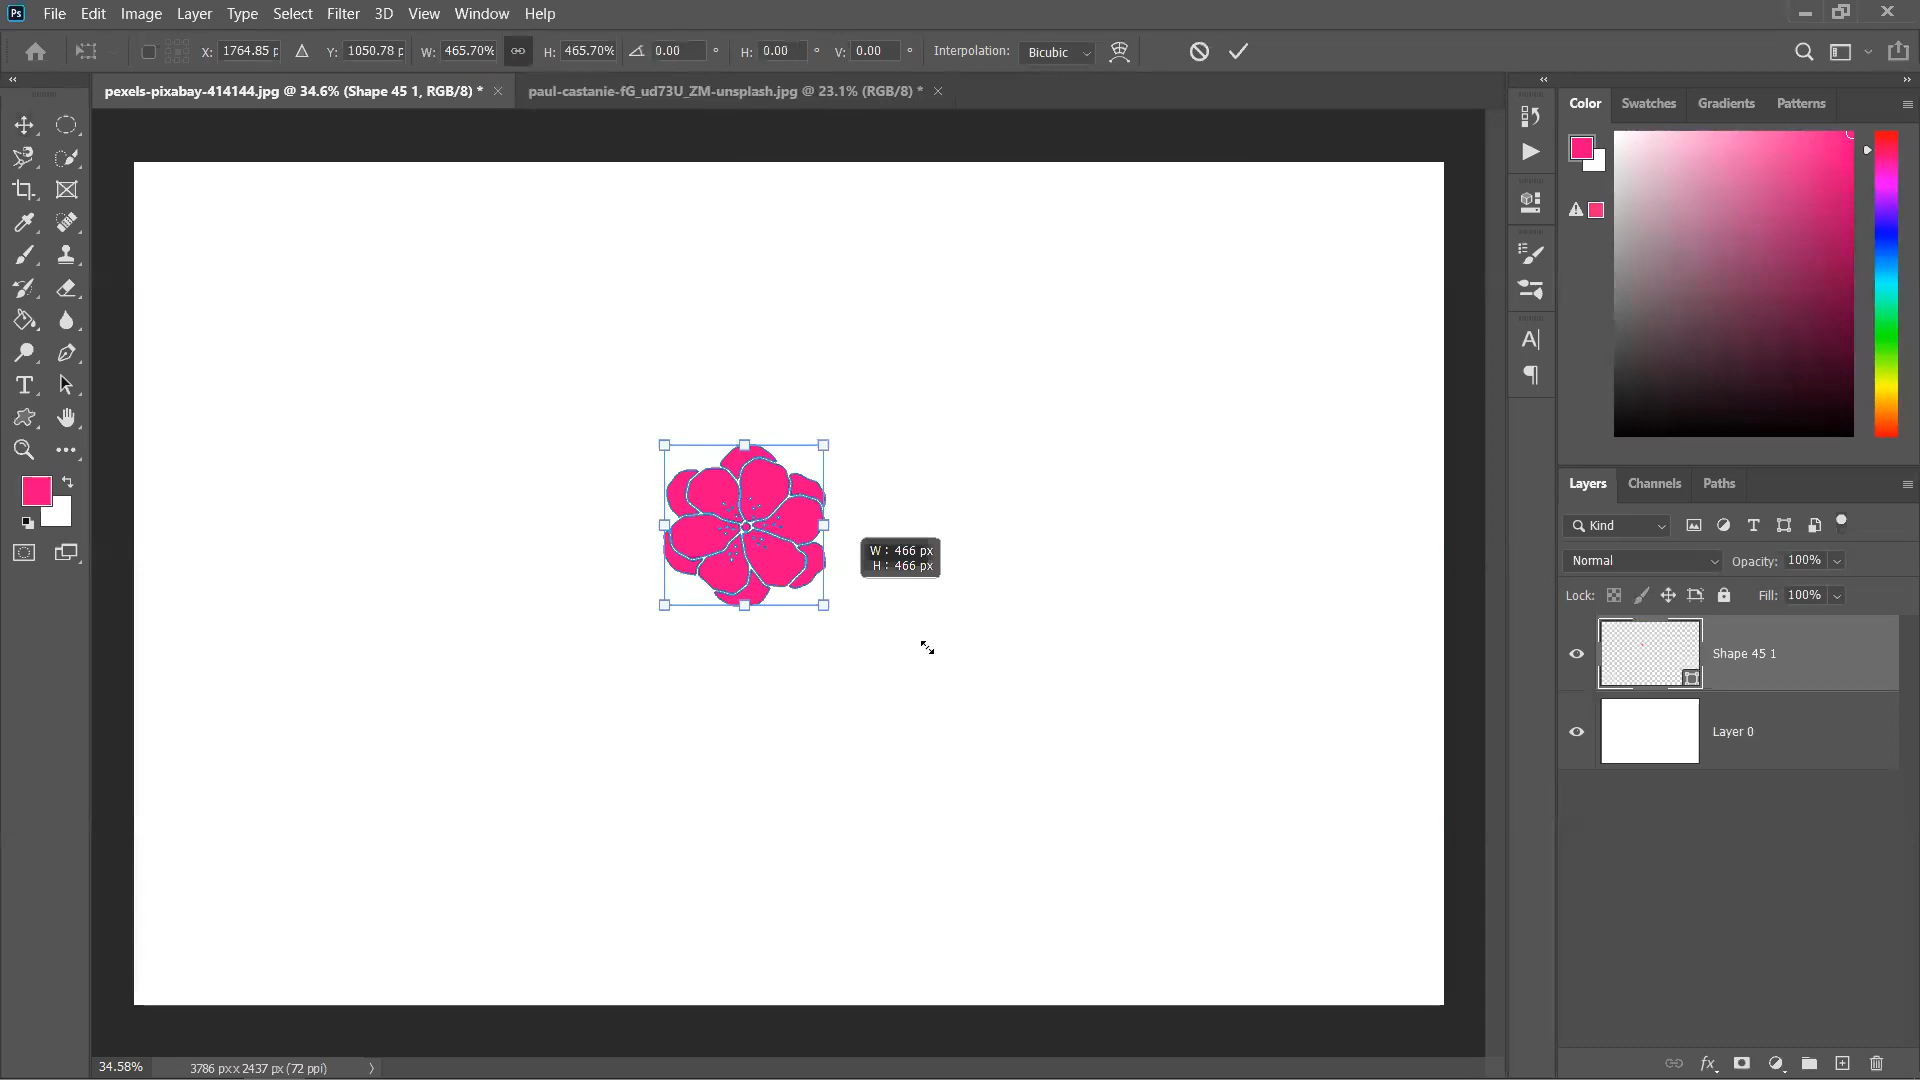 Ps File Edit Image Layer Type Select Filter 3D View Window Help
X: 1764.85 p Y: 1050.78 p W: 465.70% H: 465.70% 0.00 ° H: 0.00 ° V: 0.00 ° Interpolation: Bicubic
pexels-pixabay-414144.jpg @ 34.6% (Shape 45 1, RGB/8) * × paul-castanie-fG_ud73U_ZM-unsplash.jpg @ 23.1% (RGB/8) * ×
Color Swatches Gradients Patterns
W: 466 px
H: 466 px
Layers Channels Paths
Kind
Normal Opacity: 100%
Lock: Fill: 100%
Shape 45 1
Layer 0
34.58% 3786 px x 2437 px (72 ppi)